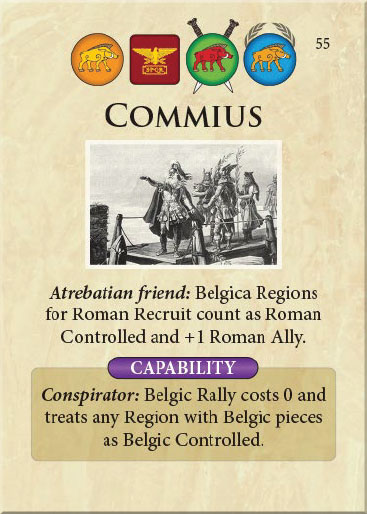 55
SPQR
COMMIUS
Atrebatian friend: Belgica Regions
for Roman Recruit count as Roman
Controlled and +1 Roman Ally.
CAPABILITY
Conspirator: Belgic Rally costs 0 and
treats any Region with Belgic pieces
as Belgic Controlled.